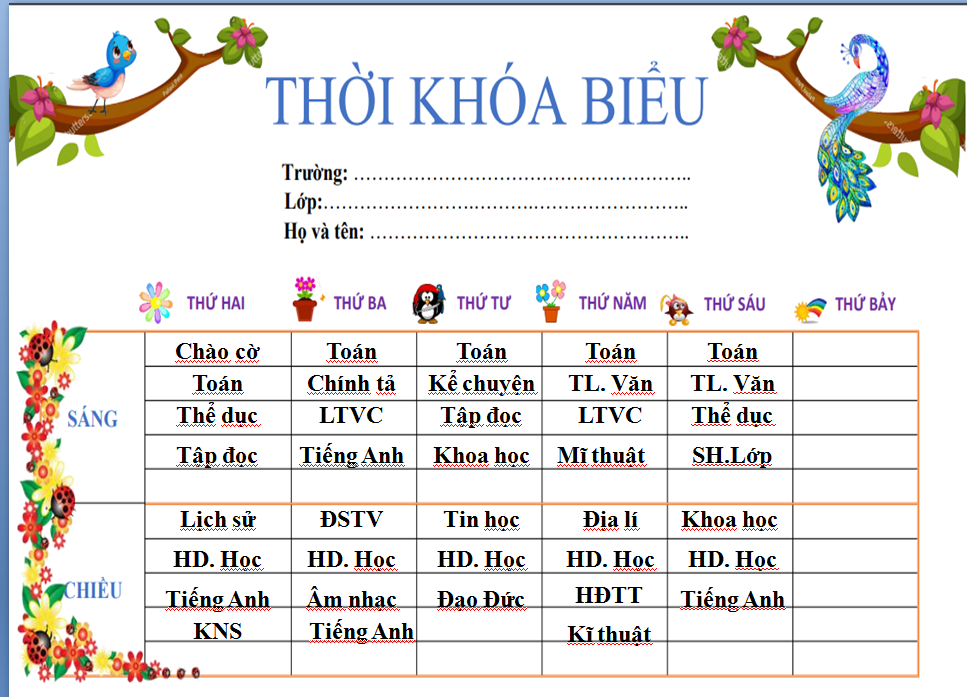 THỜI KHÓA BIỂU
Trường: …………………………………………………..
Lớp:…………………….……….………………………..
Họ và tên: ………………………………………………..
THỨ HAI THỨ BA THỨ TƯ THỨ NĂM THỨ SÁU THỨ BẢY
SÁNG
Chào cờ Toán Toán Toán Toán
Toán Chính tả Kể chuyện TL. Văn TL. Văn
Thể dục LTVC Tập đọc LTVC Thể dục
Tập đọc Tiếng Anh Khoa học Mĩ thuật SH.Lớp
CHIỀU
Lịch sử ĐSTV Tin học Địa lí Khoa học
HD. Học HD. Học HD. Học HD. Học HD. Học
Tiếng Anh Âm nhạc Đạo Đức HĐTT Tiếng Anh
KNS Tiếng Anh Kĩ thuật